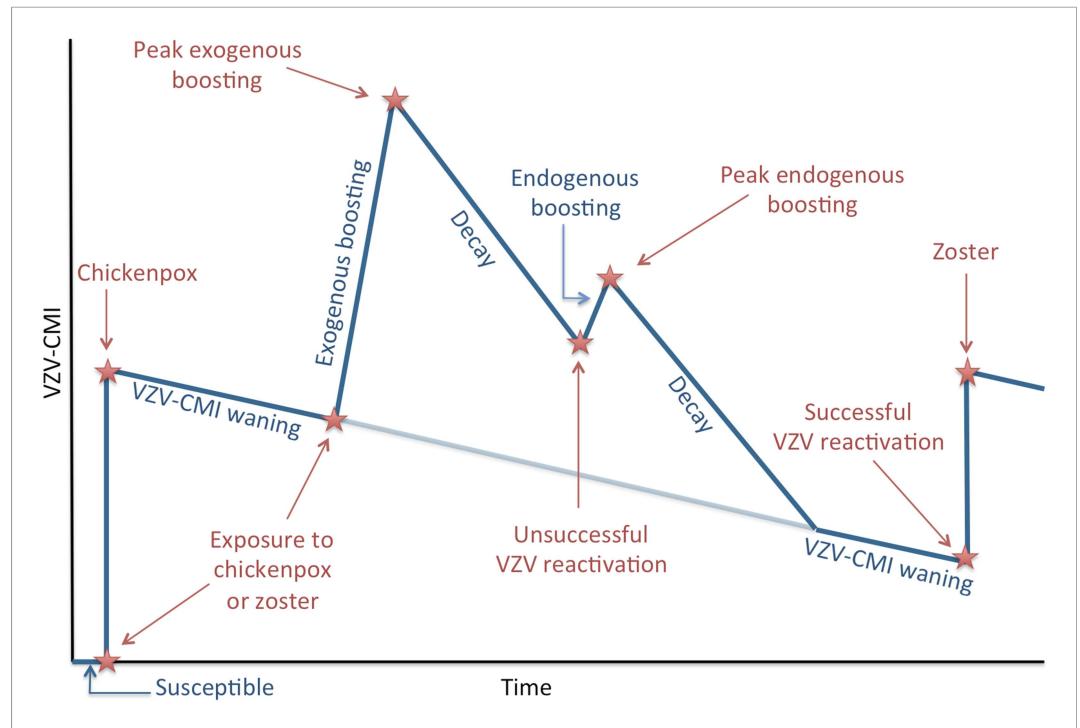 Peak exogenous
boosting
Exogenous boosting
Decay
Endogenous
boosting
Peak endogenous
boosting
Zoster
Chickenpox
VZV-CMI
VZV-CMI waning
Decay
Successful
VZV reactivation
Exposure to
chickenpox
or zoster
Unsuccessful
VZV reactivation
VZV-CMI waning
Susceptible
Time